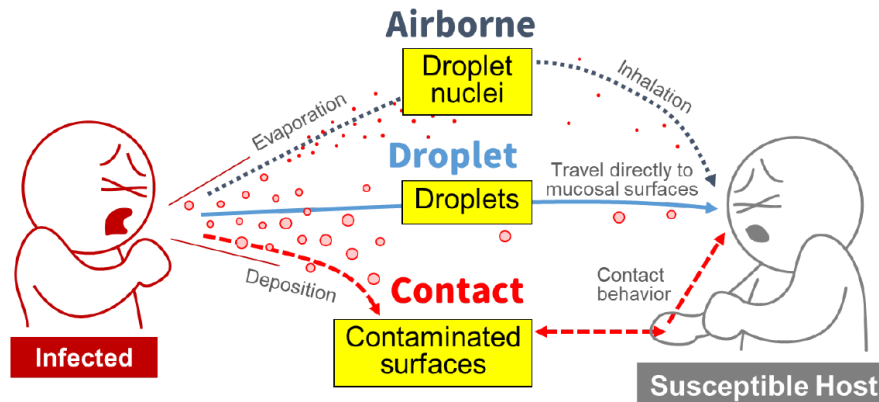 Airborne
Droplet
nuclei
Evaporation
Inhalation
Droplet
Droplets
Travel directly to
mucosal surfaces
Deposition
Contact
Contact
behavior
Contaminated
surfaces
Infected
Susceptible Host